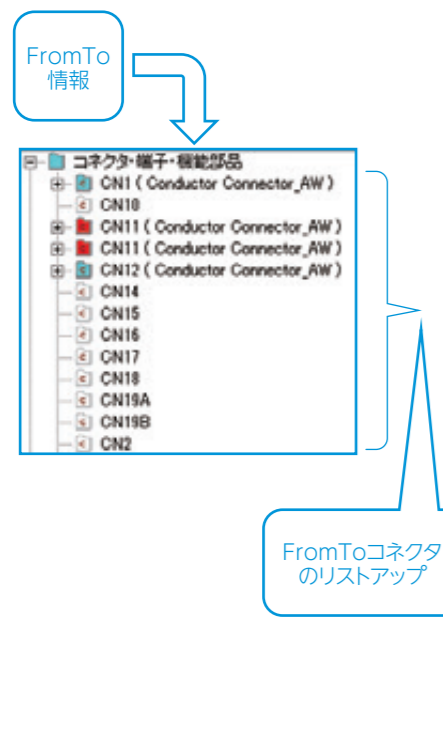 FromTo
情報
コネクタ・端子・機能部品
CN1 ( Conductor Connector_AW )
CN10
CN11 ( Conductor Connector_AW )
CN11 ( Conductor Connector_AW )
CN12 ( Conductor Connector_AW )
CN14
CN15
CN16
CN17
CN18
CN19A
CN19B
CN2
FromToコネクタ
のリストアップ